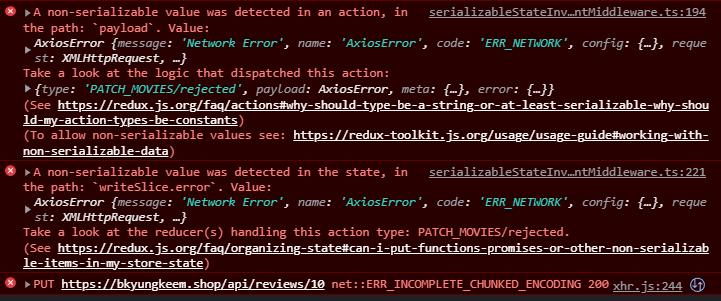 A non-serializable value was detected in an action, in serializableStateInv…ntMiddleware.ts:194
the path: `payload`. Value:
AxiosError {message: 'Network Error', name: 'AxiosError', code: 'ERR_NETWORK', config: {…}, reque
st: XMLHttpRequest, …}
Take a look at the logic that dispatched this action:
{type: 'PATCH_MOVIES/rejected', payload: AxiosError, meta: {…}, error: {…}}
(See https://redux.js.org/faq/actions#why-should-type-be-a-string-or-at-least-serializable-why-shou
ld-my-action-types-be-constants)
(To allow non-serializable values see: https://redux-toolkit.js.org/usage/usage-guide#working-with-
non-serializable-data)
A non-serializable value was detected in the state, in serializableStateInv…ntMiddleware.ts:221
the path: `writeSlice.error`. Value:
AxiosError {message: 'Network Error', name: 'AxiosError', code: 'ERR_NETWORK', config: {…}, reque
st: XMLHttpRequest, …}
Take a look at the reducer(s) handling this action type: PATCH_MOVIES/rejected.
(See https://redux.js.org/faq/organizing-state#can-i-put-functions-promises-or-other-non-serializab
le-items-in-my-store-state)
PUT https://bkyungkeem.shop/api/reviews/10 net::ERR_INCOMPLETE_CHUNKED_ENCODING 200 xhr.js:244